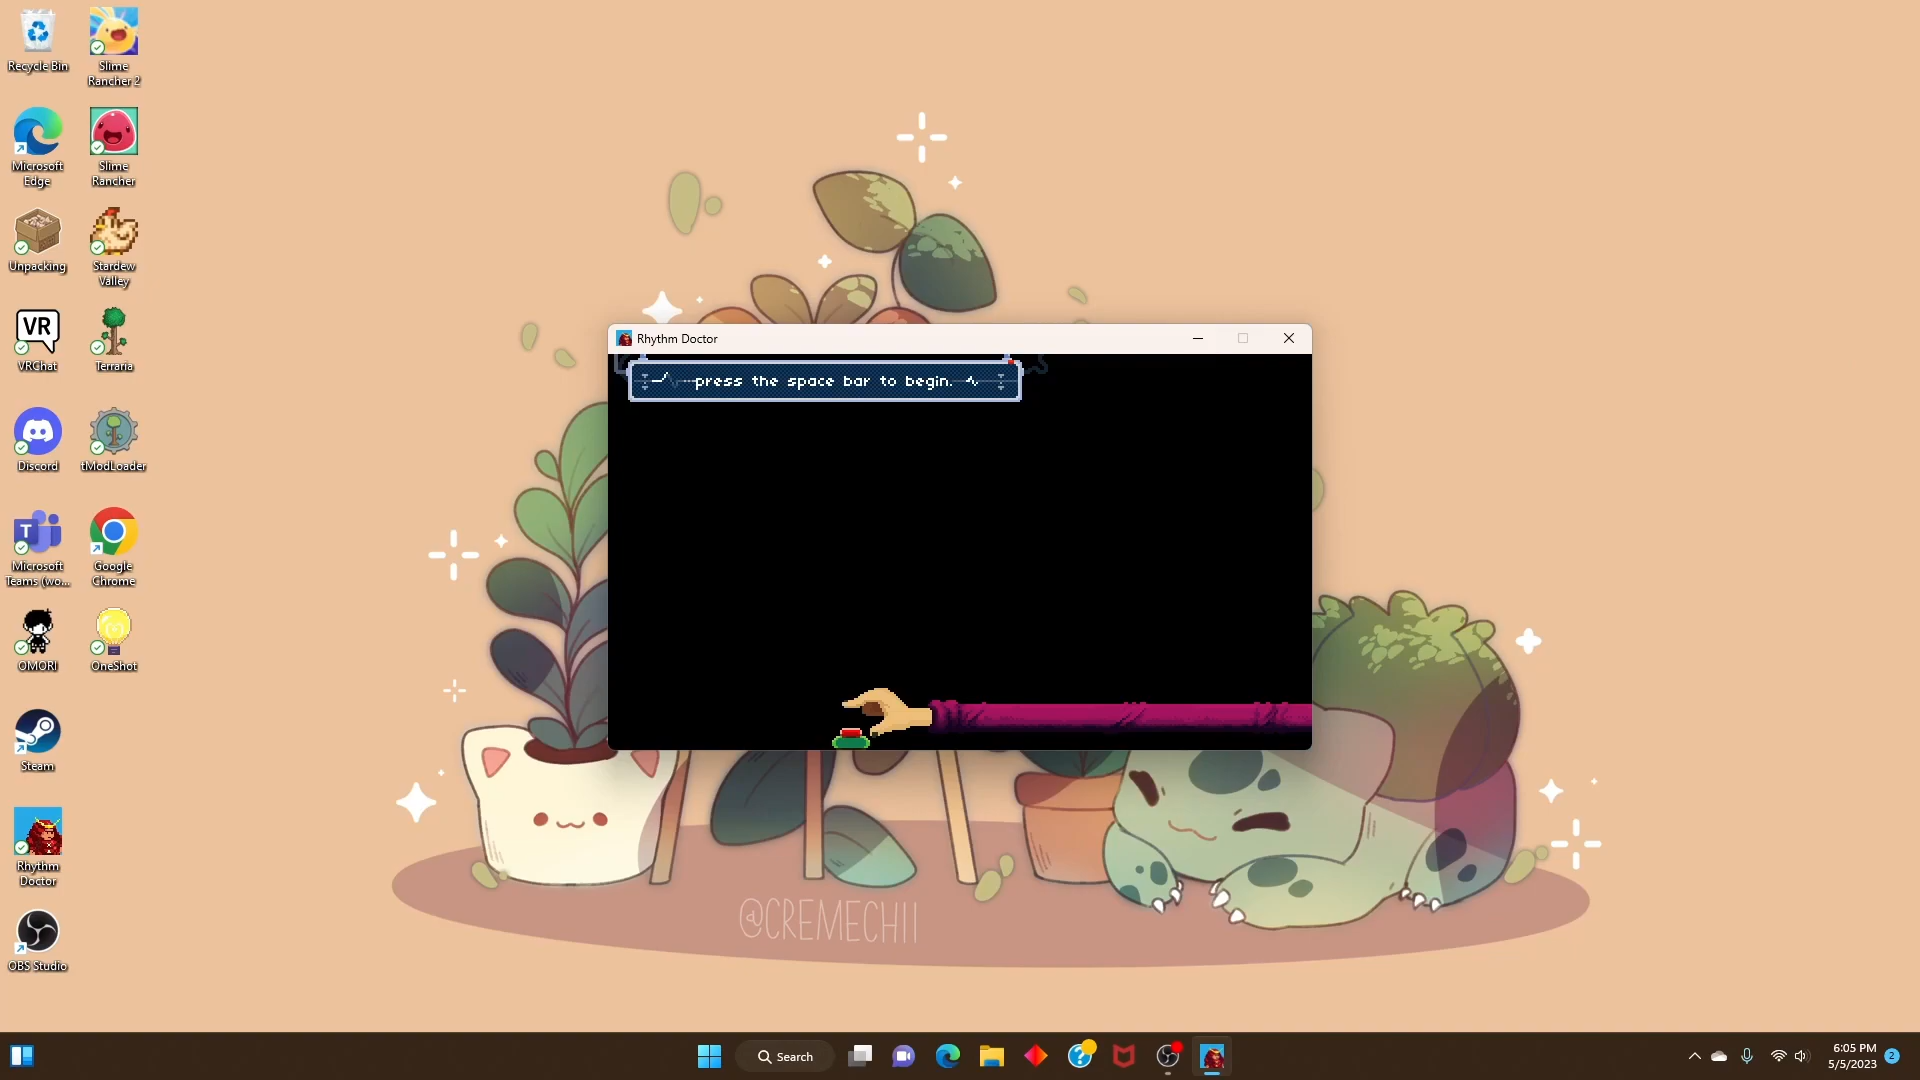 Recycle Bin
Slime
Rancher 2
Microsoft
Edge
Slime
Rancher
Unpacking
Stardew
Valley
VR
VRChat
Terraria
Discord
tModLoader
T
Microsoft
Teams (wo...
Google
Chrome
OMORI
OneShot
Steam
Rhythm
Doctor
OBS Studio
Rhythm Doctor
press the space bar to begin.
@CREMECHII
Search
?
6:05 PM
5/5/2023
2